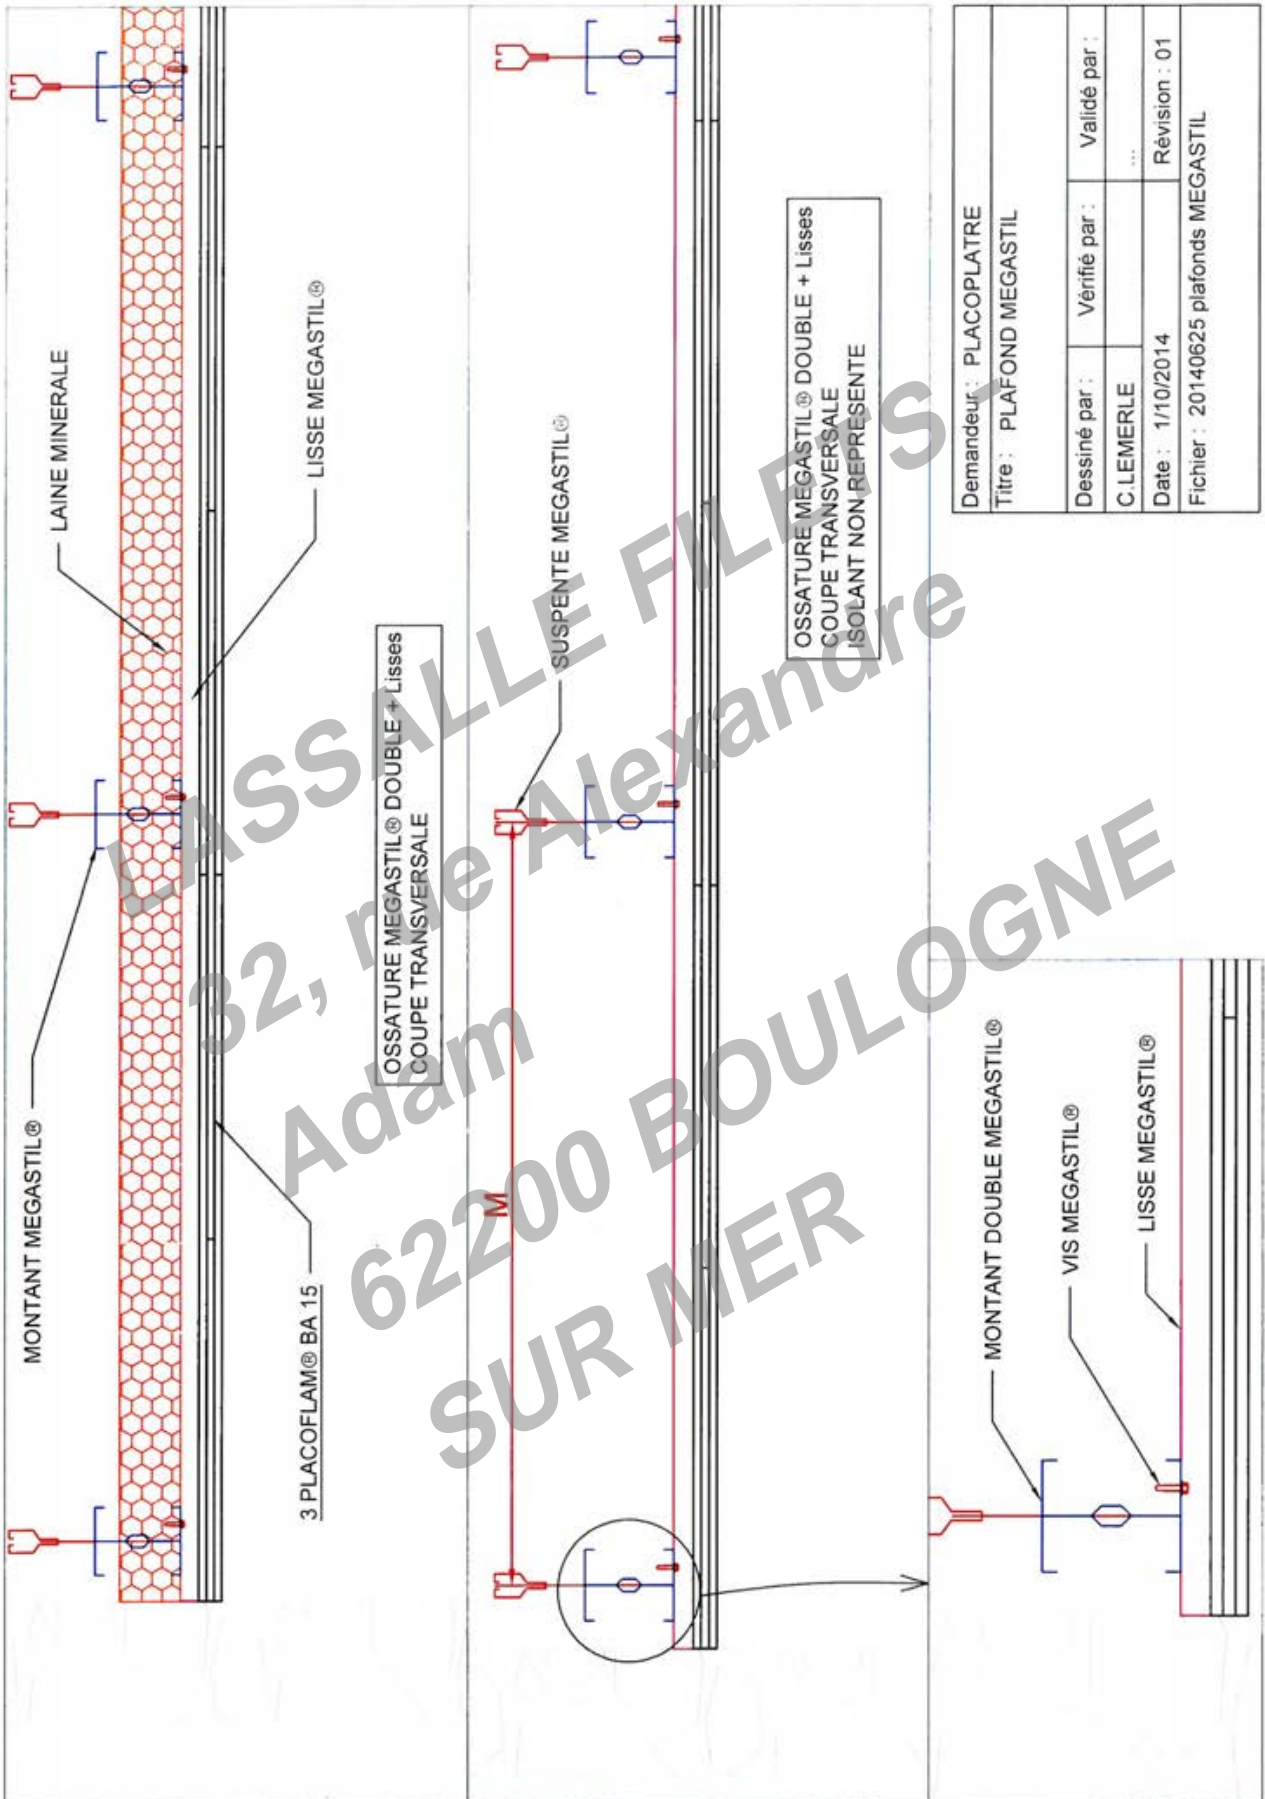 MONTANT MEGASTIL®
LAINE MINERALE
3 PLACOFLAM® BA 15
LISSE MEGASTIL®
OSSATURE MEGASTIL® DOUBLE + Lisses
COUPE TRANSVERSALE
M
SUSPENTE MEGASTIL®
OSSATURE MEGASTIL® DOUBLE + Lisses
COUPE TRANSVERSALE
ISOLANT NON REPRESENTE
MONTANT DOUBLE MEGASTIL®
VIS MEGASTIL®
LISSE MEGASTIL®
Demandeur : PLACOPLATRE
Titre : PLAFOND MEGASTIL
Dessiné par : Vérifié par : Validé par :
C.LEMERLE ...
Date : 1/10/2014 Révision : 01
Fichier : 20140625 plafonds MEGASTIL
LASSALLE FILETS -
32, rue Alexandre
Adam
62200 BOULOGNE
SUR MER